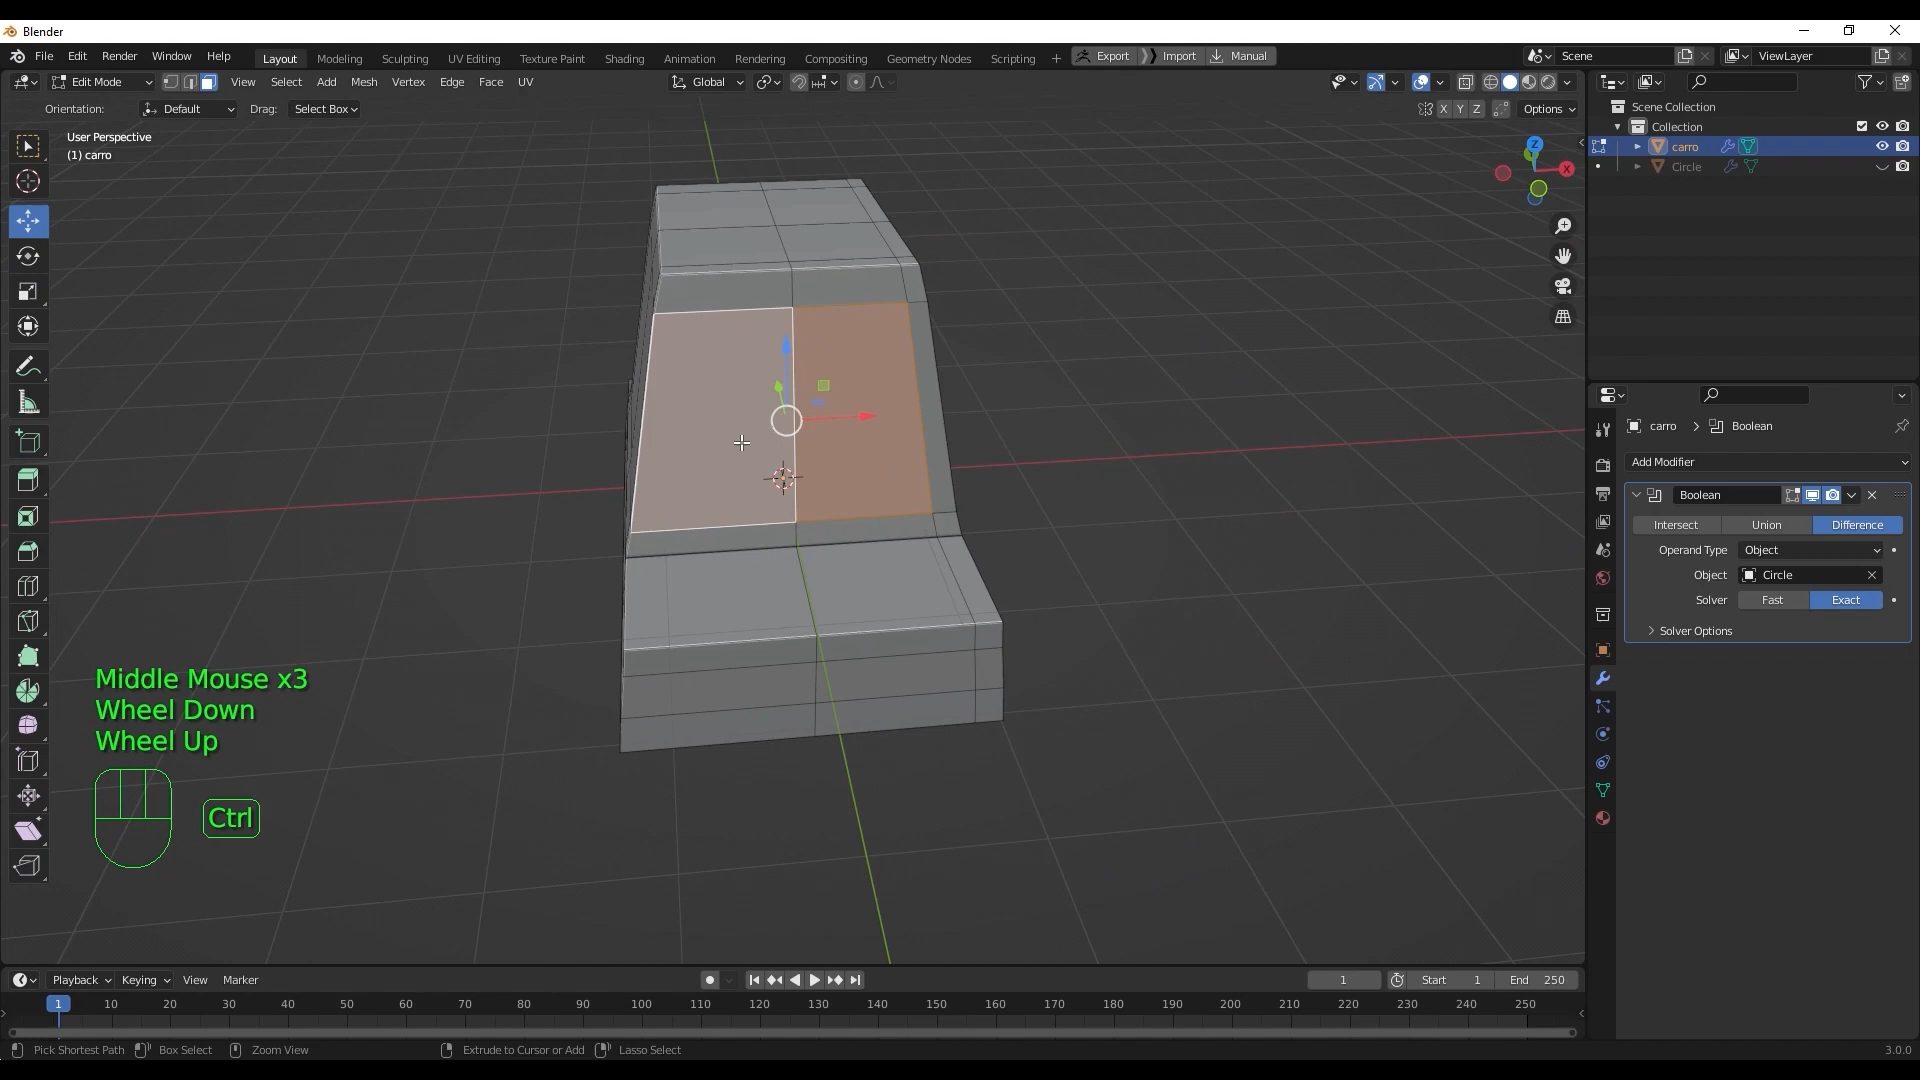 Blender
File Edit Render Window Help Layout Modeling Sculpting UV Editing Texture Paint Shading Animation Rendering Compositing Geometry Nodes Scripting + Export Import Manual Scene ViewLayer
Edit Mode View Select Add Mesh Vertex Edge Face UV Global
Orientation: Default Drag: Select Box X Y Z Options
User Perspective
(1) carro
Z
X
Scene Collection
Collection
carro
Circle
carro > Boolean
Add Modifier
Boolean
Intersect Union Difference
Operand Type Object
Object Circle
Solver Fast Exact
Solver Options
Middle Mouse x3
Wheel Down
Wheel Up
Ctrl
Playback Keying View Marker 1 Start 1 End 250
1 10 20 30 40 50 60 70 80 90 100 110 120 130 140 150 160 170 180 190 200 210 220 230 240 250
Pick Shortest Path Box Select Zoom View Extrude to Cursor or Add Lasso Select 3.0.0